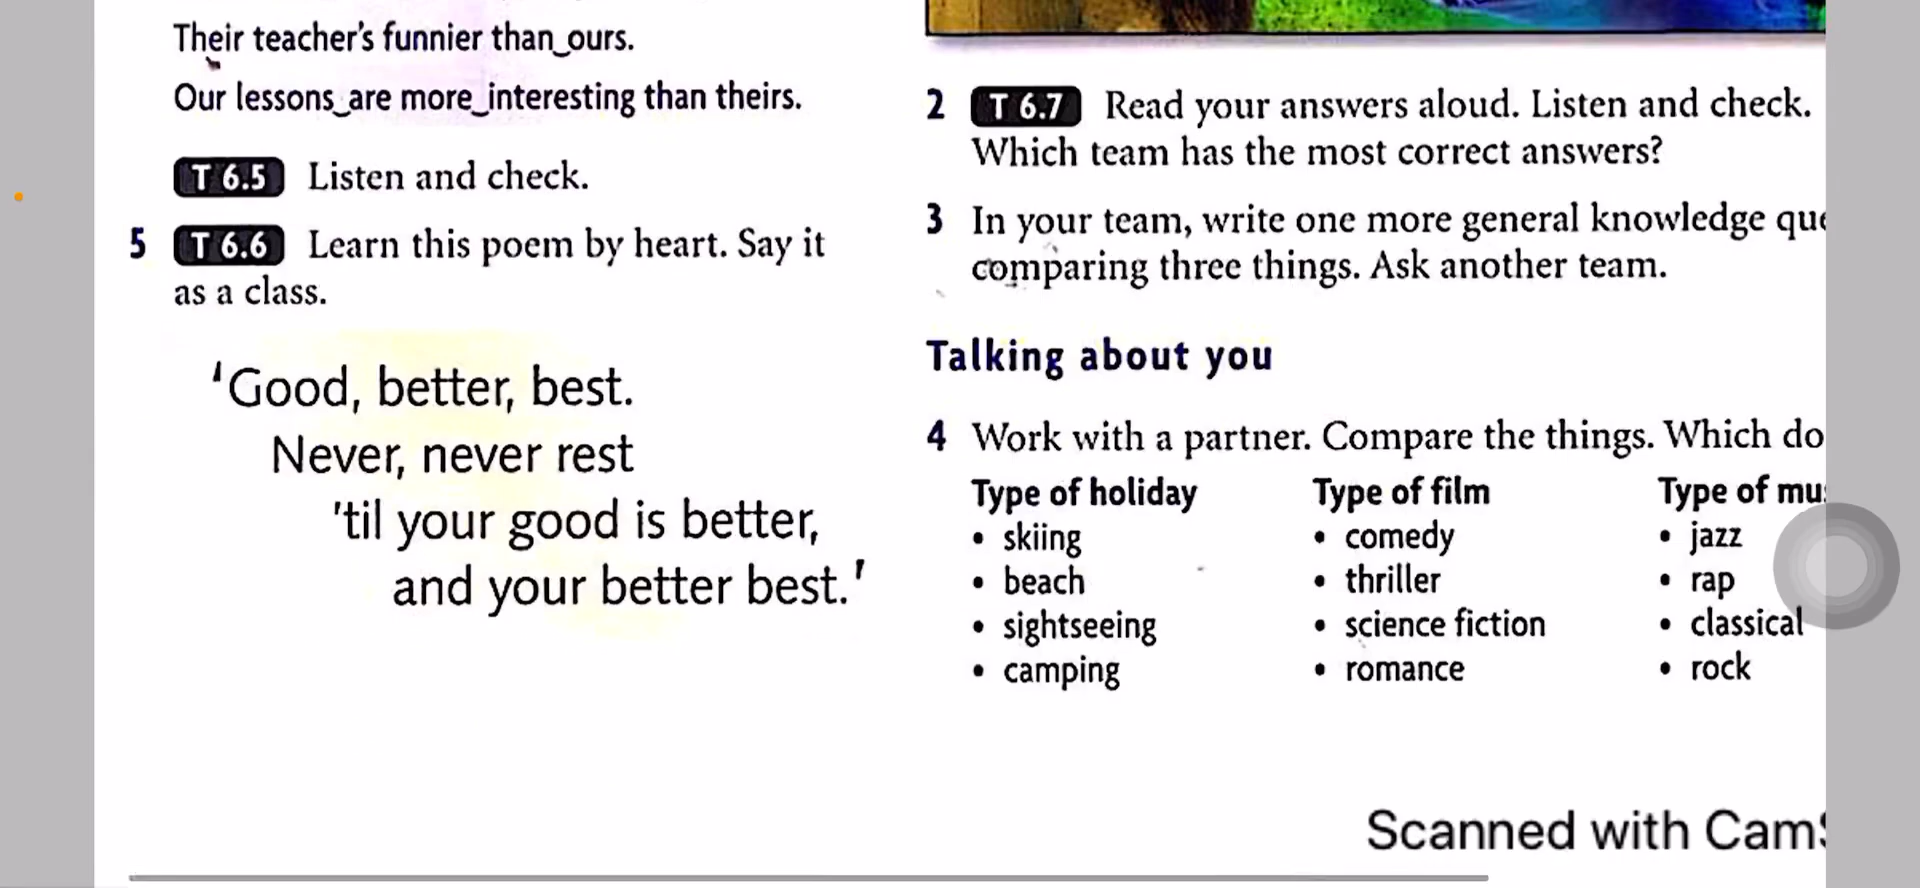 Their teacher's funnier than ours.
Our lessons are more interesting than theirs.
T 6.5 Listen and check.
5 T 6.6 Learn this poem by heart. Say it
as a class.
'Good, better, best.
Never, never rest
'til your good is better,
and your better best.'
2 T 6.7 Read your answers aloud. Listen and check.
Which team has the most correct answers?
3 In your team, write one more general knowledge
comparing three things. Ask another team.
Talking about you
4 Work with a partner. Compare the things. Which do
Type of holiday
• skiing
• beach
• sightseeing
• camping
Type of film
• comedy
• thriller
• science fiction
• romance
Type of
• jazz
• rap
• classical
• rock
Scanned with